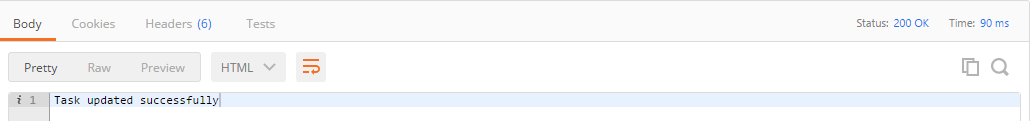 Body Cookies Headers (6) Tests Status: 200 OK Time: 90 ms
Pretty Raw Preview HTML
i 1 Task updated successfully